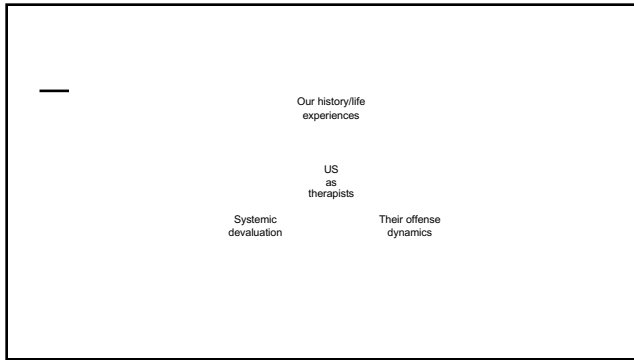 Our history/life
experiences
US
as
therapists
Systemic
devaluation
Their offense
dynamics